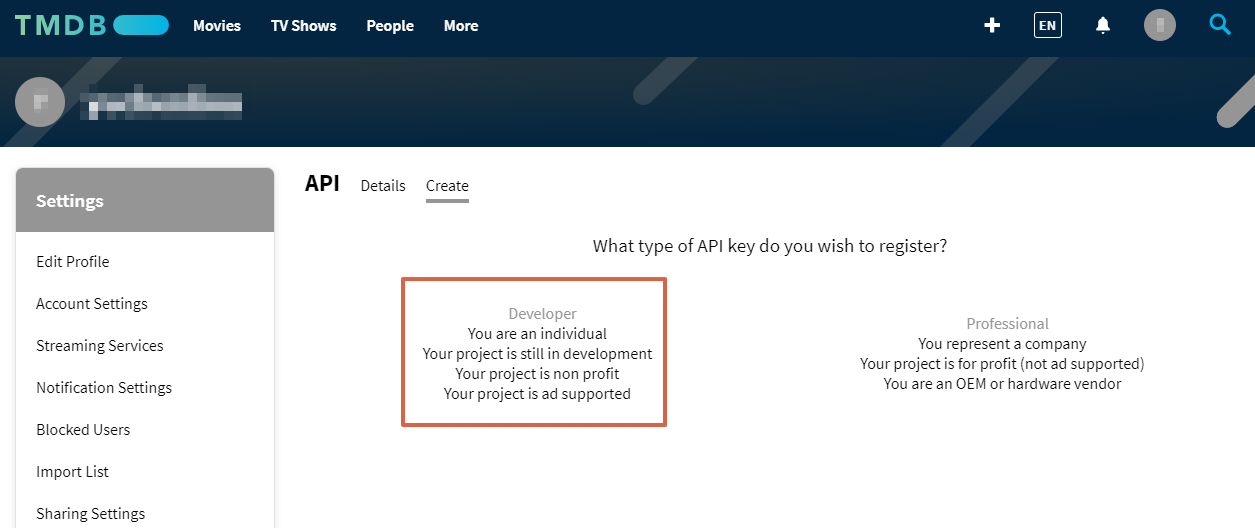 TMDB Movies TV Shows People More EN
Settings
Edit Profile
Account Settings
Streaming Services
Notification Settings
Blocked Users
Import List
Sharing Settings
API Details Create
What type of API key do you wish to register?
Developer
You are an individual
Your project is still in development
Your project is non profit
Your project is ad supported
Professional
You represent a company
Your project is for profit (not ad supported)
You are an OEM or hardware vendor